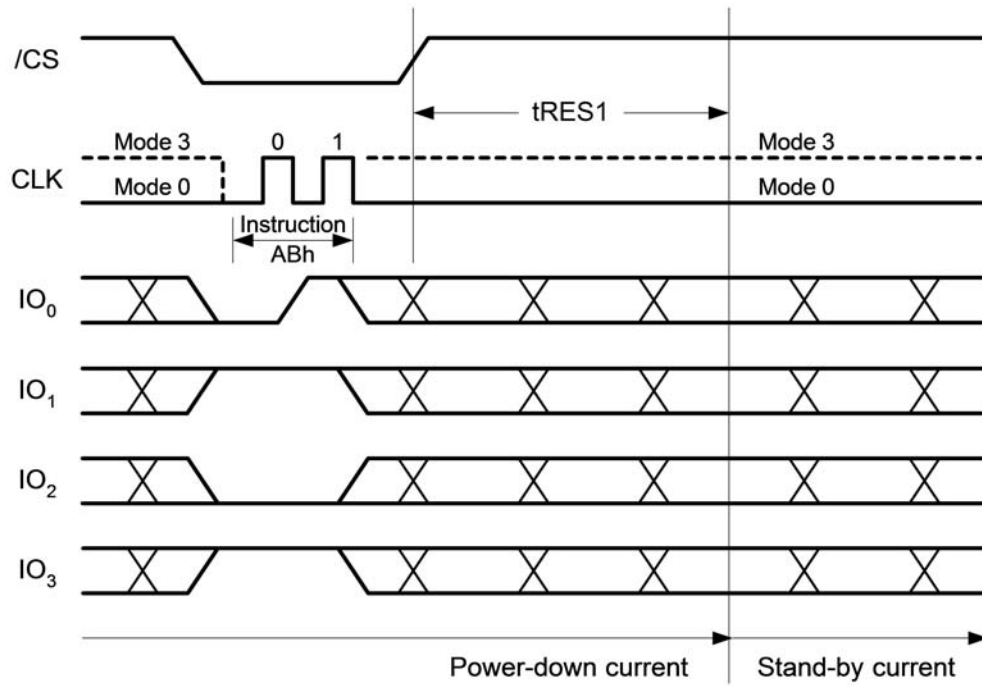 /CS
tRES1
Mode 3 0 1 Mode 3
CLK
Mode 0 Mode 0
Instruction
ABh
IO0
IO1
IO2
IO3
Power-down current Stand-by current